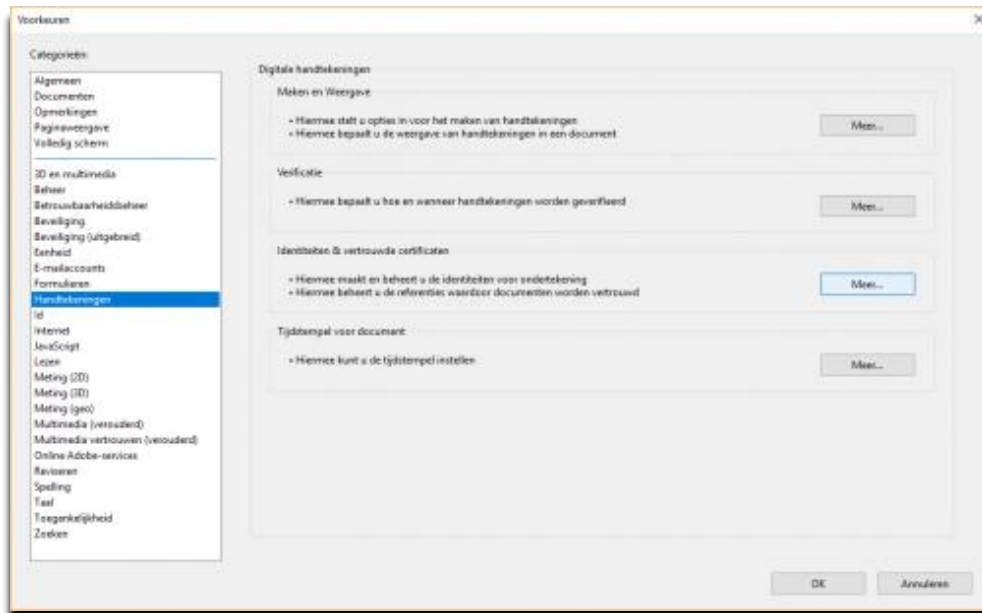 Voorkeuren
Categorieën:
Algemeen
Documenten
Opmerkingen
Paginaweergave
Volledig scherm
3D en multimedia
Beheer
Betrouwbaarheidsbeheer
Beveiliging
Beveiliging (uitgebreid)
Eenheid
E-mailaccounts
Formulieren
Handtekeningen
Id
Internet
JavaScript
Lezen
Meting (2D)
Meting (3D)
Meting (geo)
Multimedia (verouderd)
Multimedia vertrouwen (verouderd)
Online Adobe-services
Reviseren
Spelling
Taal
Toegankelijkheid
Zoeken
Digitale handtekeningen
Maken en Weergave
• Hiermee stelt u opties in voor het maken van handtekeningen
• Hiermee bepaalt u de weergave van handtekeningen in een document
Meer...
Verificatie
• Hiermee bepaalt u hoe en wanneer handtekeningen worden geverifieerd
Meer...
Identiteiten & vertrouwde certificaten
• Hiermee maakt en beheert u de identiteiten voor ondertekening
• Hiermee beheert u de referenties waardoor documenten worden vertrouwd
Meer...
Tijdstempel voor document
• Hiermee kunt u de tijdstempel instellen
Meer...
OK
Annuleren